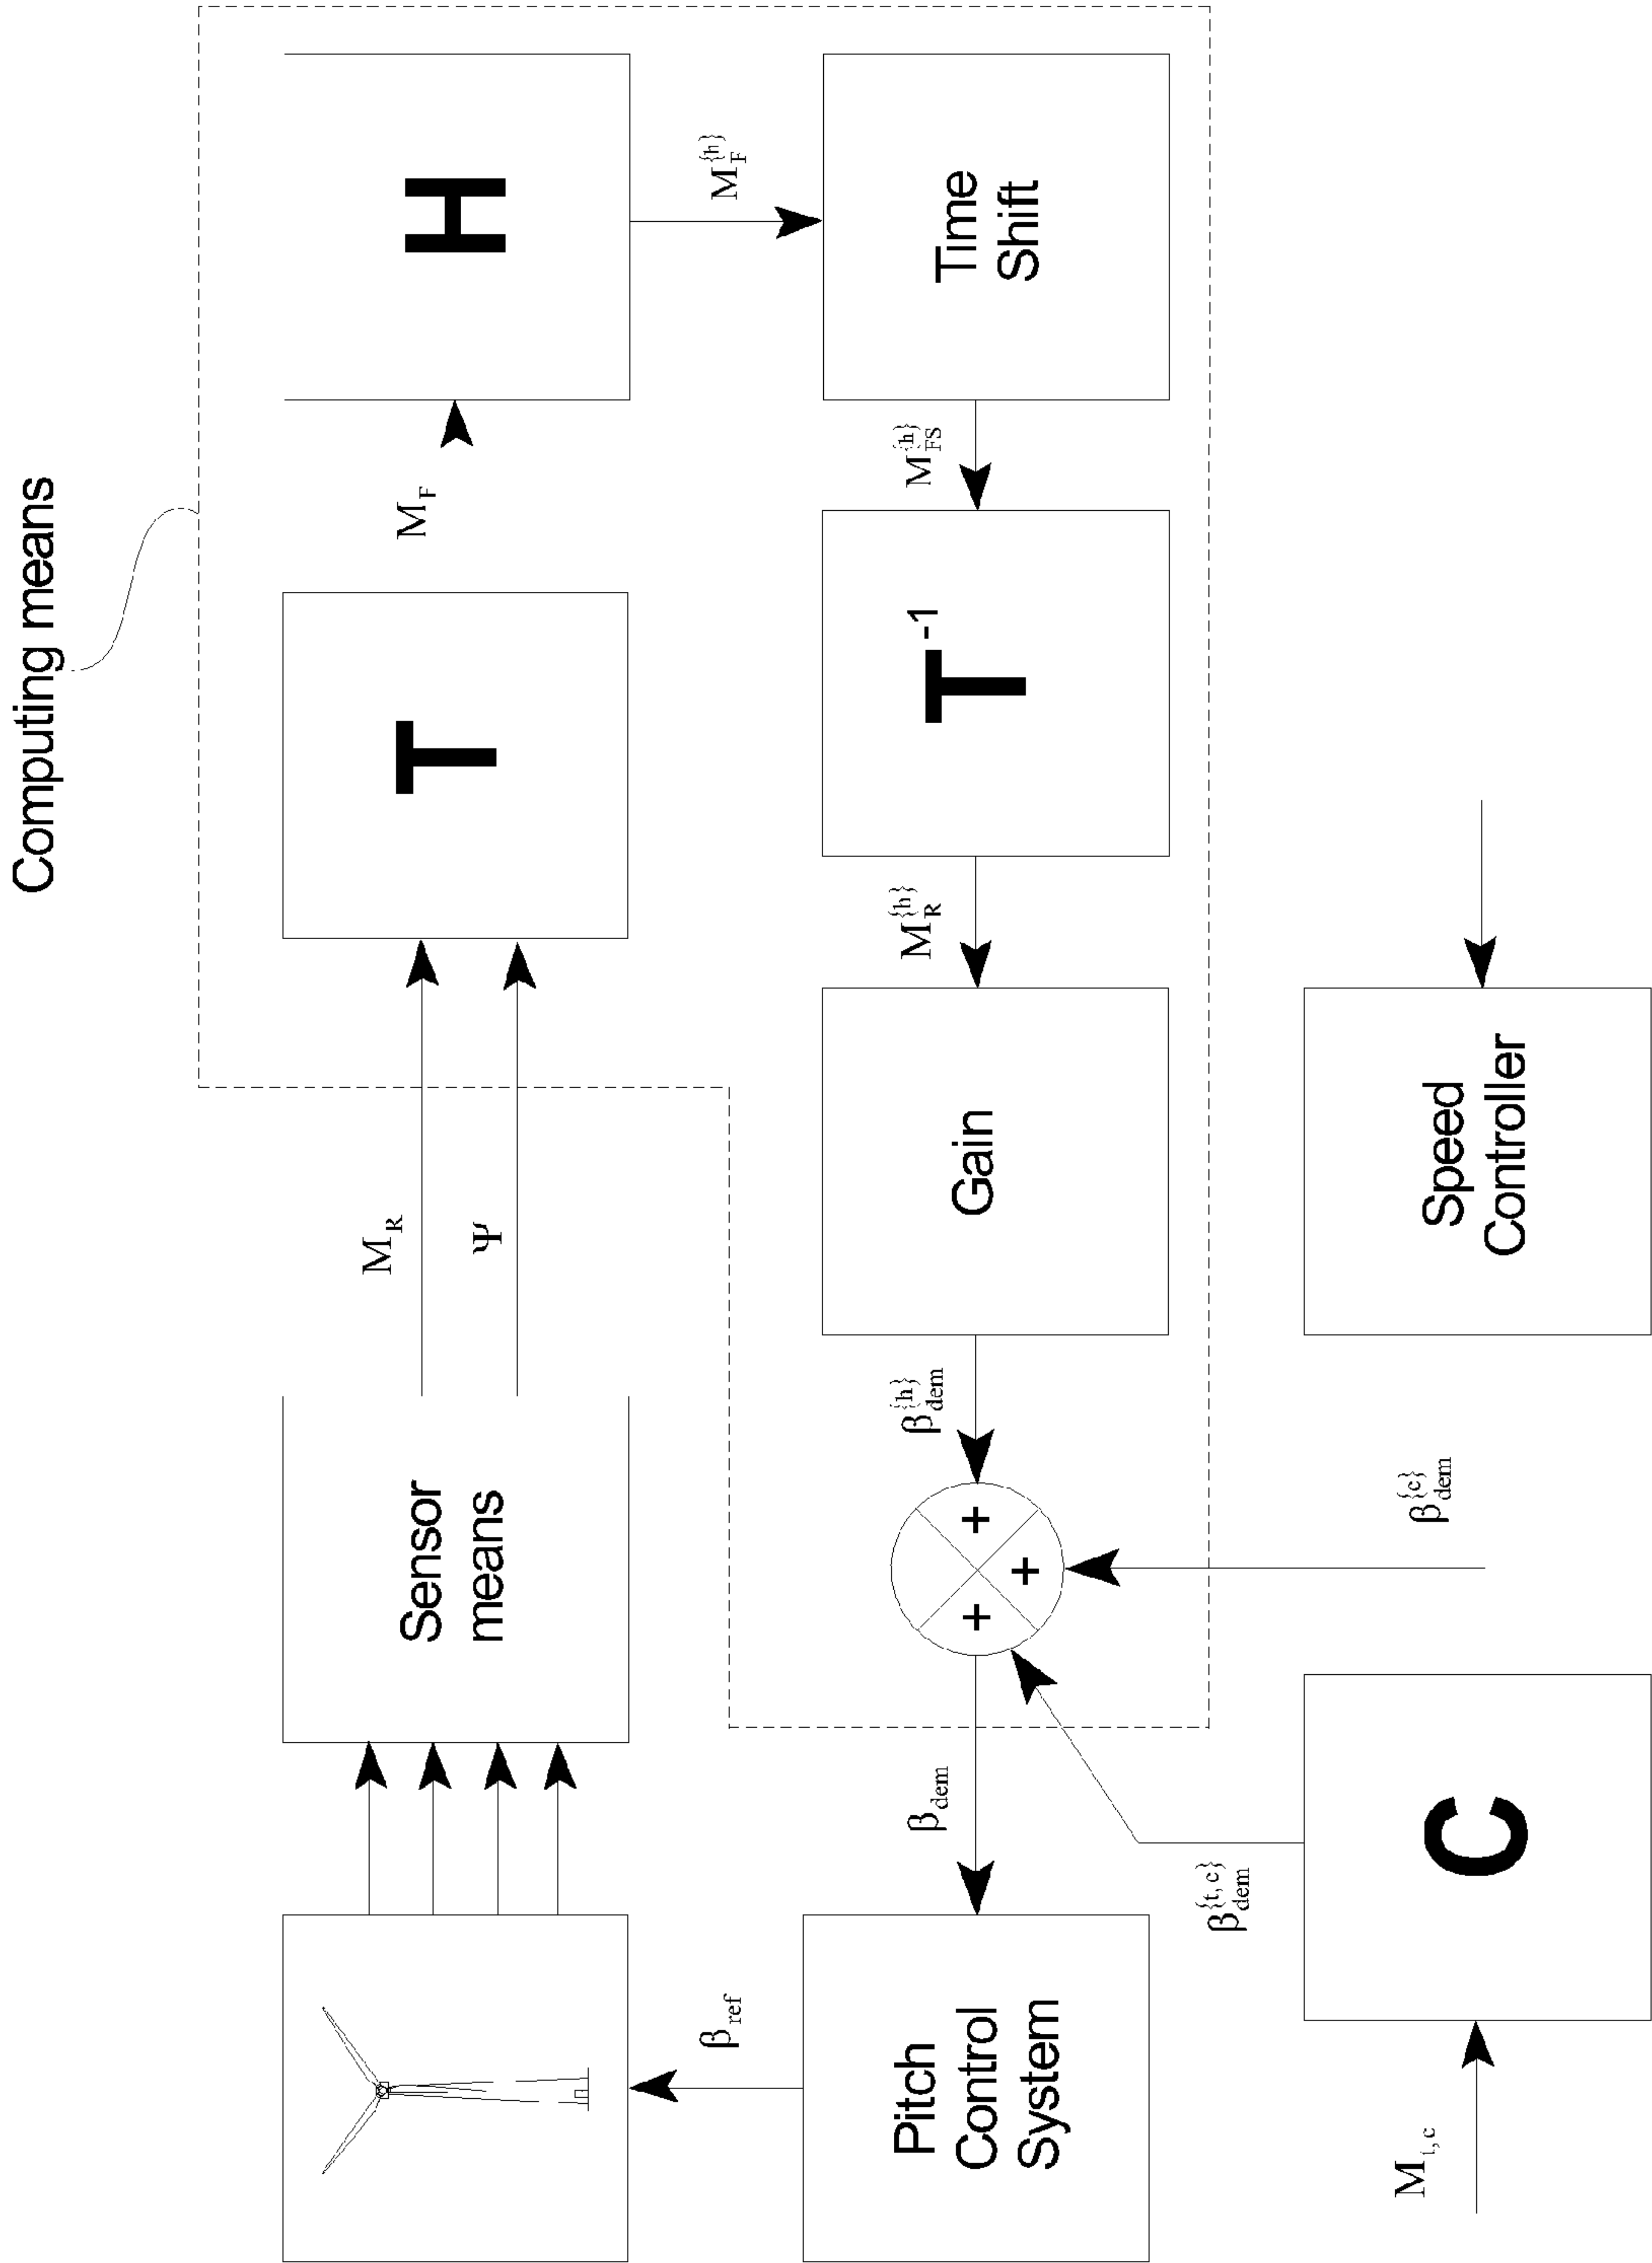 Computing means
Sensor
means
M_R
Ψ
T
M_F
H
β_ref
M_F^{h}
Pitch
Control
System
β_dem
+ +
+
β_dem^{h}
Gain
M_R^{h}
T^-1
M_FS^{h}
Time
Shift
β_dem^{t,c}
β_dem^{c}
M_t,c
C
Speed
Controller